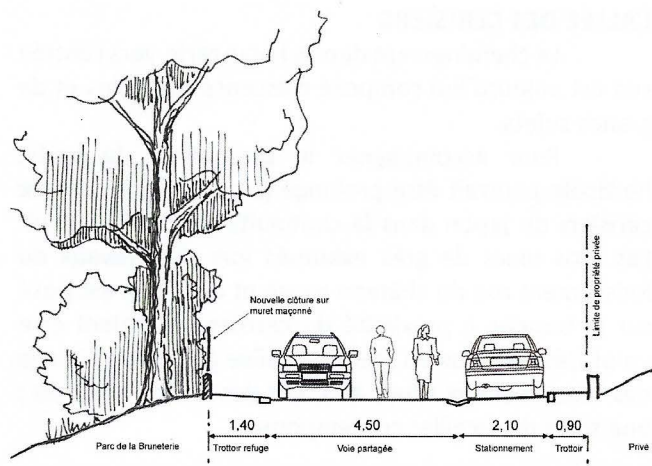 Nouvelle clôture sur
muret maçonné
Limite de propriété privée
1,40
4,50
2,10
0,90
Parc de la Bruneterie
Trottoir refuge
Voie partagée
Stationnement
Trottoir
Privé